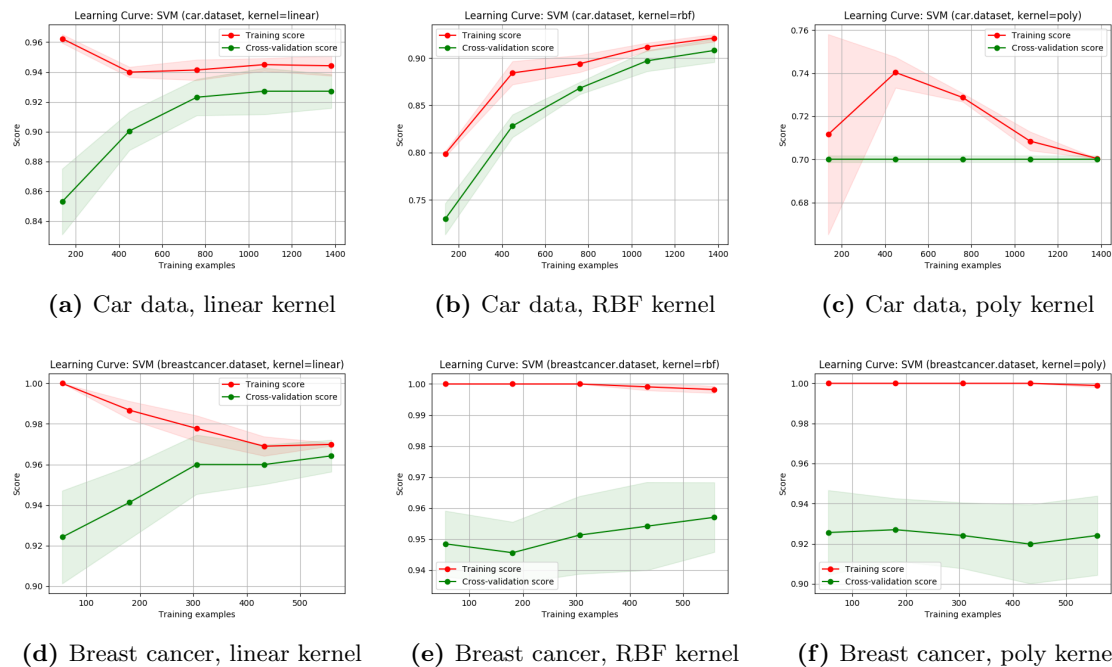 Learning Curve: SVM (car.dataset, kernel=linear)
0.96
0.94
0.92
0.90
0.88
0.86
0.84
Score
Training score
Cross-validation score
200 400 600 800 1000 1200 1400
Training examples
(a) Car data, linear kernel
Learning Curve: SVM (car.dataset, kernel=rbf)
0.90
0.85
0.80
0.75
Score
Training score
Cross-validation score
200 400 600 800 1000 1200 1400
Training examples
(b) Car data, RBF kernel
Learning Curve: SVM (car.dataset, kernel=poly)
0.76
0.74
0.72
0.70
0.68
Score
Training score
Cross-validation score
200 400 600 800 1000 1200 1400
Training examples
(c) Car data, poly kernel
Learning Curve: SVM (breastcancer.dataset, kernel=linear)
1.00
0.98
0.96
0.94
0.92
0.90
Score
Training score
Cross-validation score
100 200 300 400 500
Training examples
(d) Breast cancer, linear kernel
Learning Curve: SVM (breastcancer.dataset, kernel=rbf)
1.00
0.99
0.98
0.97
0.96
0.95
0.94
Score
Training score
Cross-validation score
100 200 300 400 500
Training examples
(e) Breast cancer, RBF kernel
Learning Curve: SVM (breastcancer.dataset, kernel=poly)
1.00
0.98
0.96
0.94
0.92
0.90
Score
Training score
Cross-validation score
100 200 300 400 500
Training examples
(f) Breast cancer, poly kerne